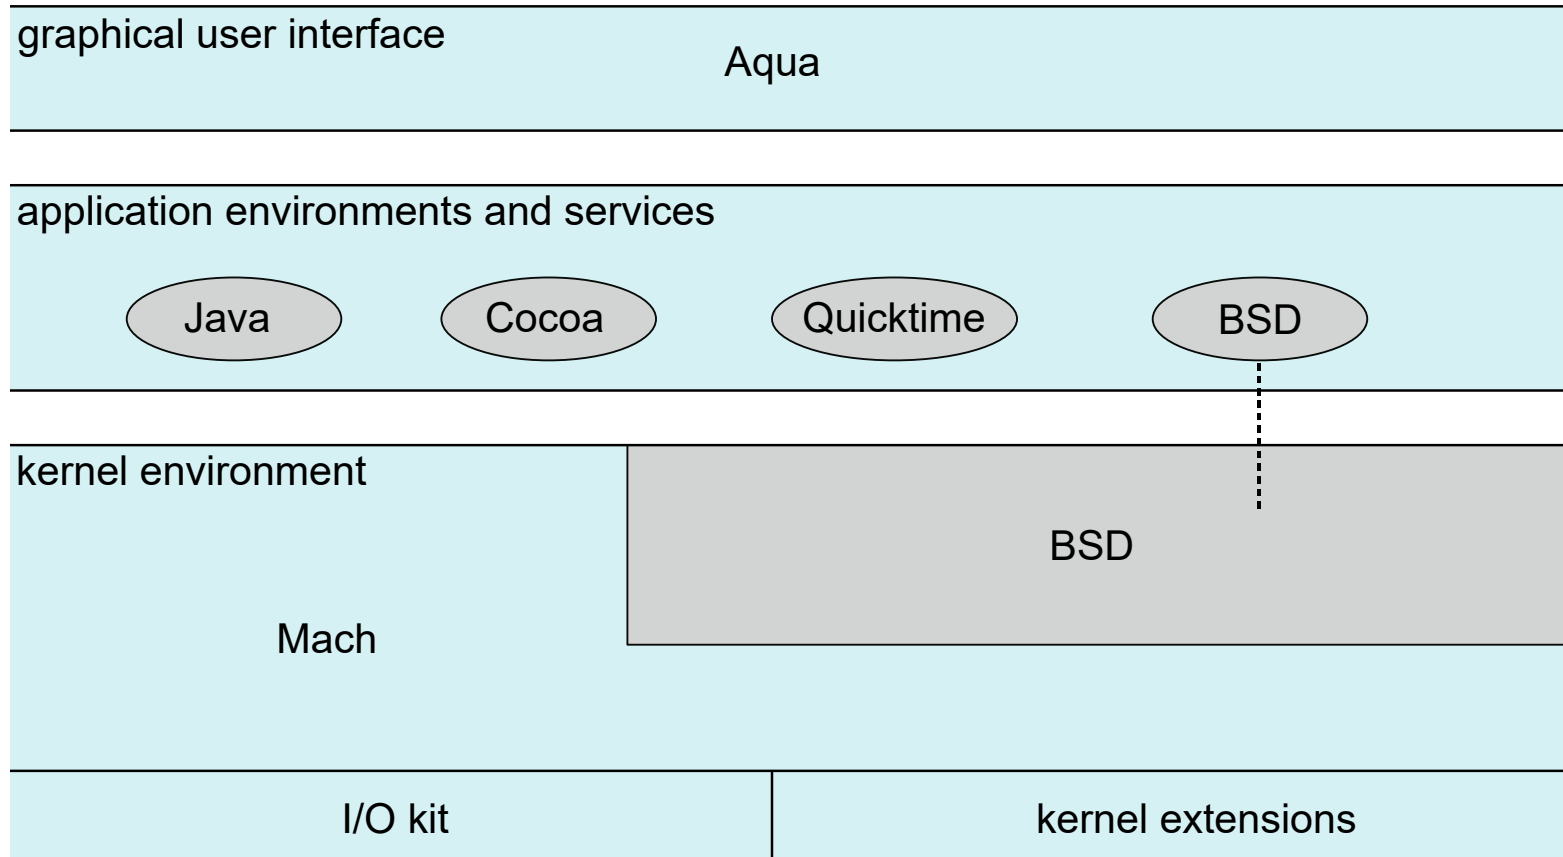 graphical user interface
Aqua
application environments and services
Java Cocoa Quicktime BSD
kernel environment
BSD
Mach
I/O kit kernel extensions